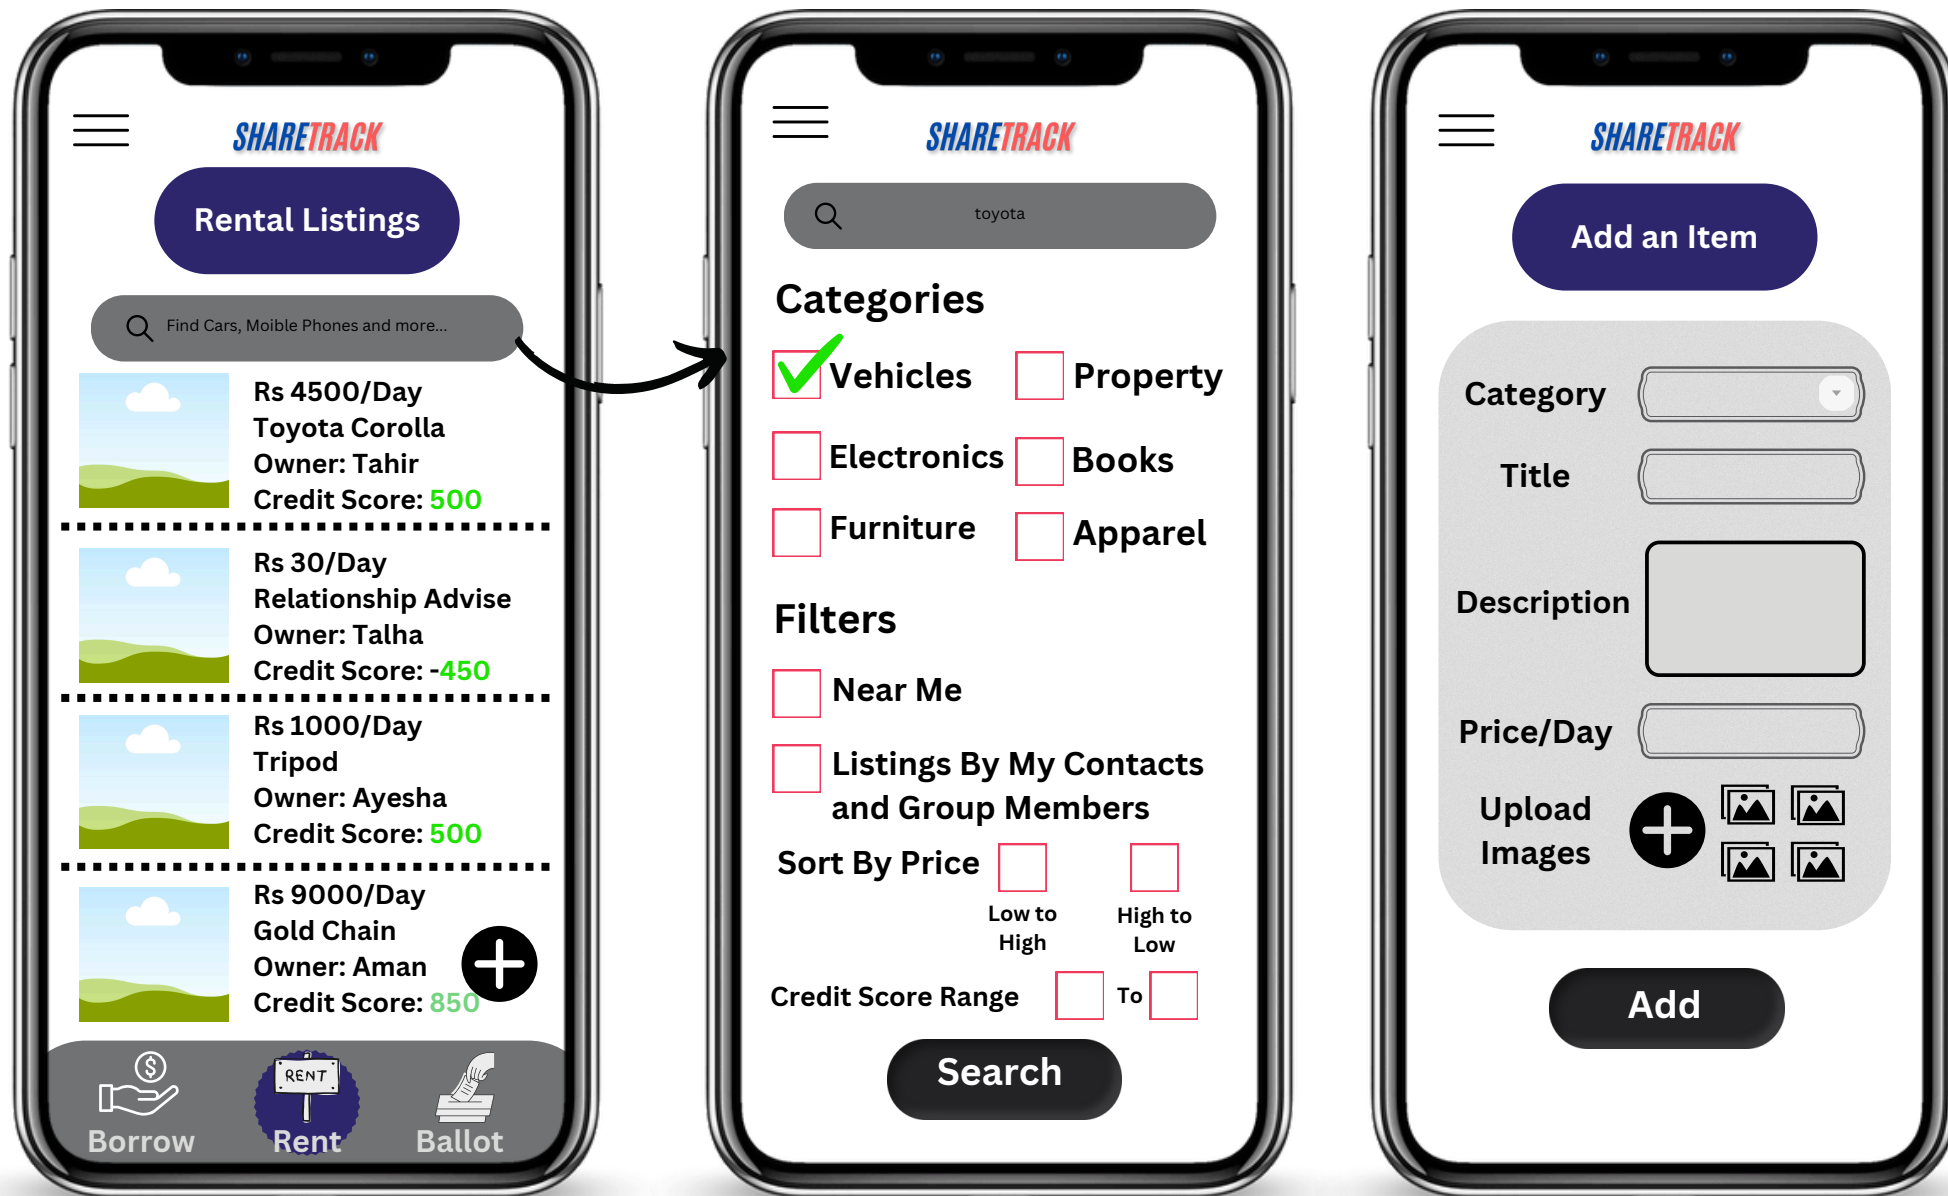 SHARETRACK
Rental Listings
Find Cars, Moible Phones and more...
Rs 4500/Day
Toyota Corolla
Owner: Tahir
Credit Score: 500
Rs 30/Day
Relationship Advise
Owner: Talha
Credit Score: -450
Rs 1000/Day
Tripod
Owner: Ayesha
Credit Score: 500
Rs 9000/Day
Gold Chain
Owner: Aman
Credit Score: 850
RENT
Borrow Rent Ballot
SHARETRACK
toyota
Categories
Vehicles Property
Electronics Books
Furniture Apparel
Filters
Near Me
Listings By My Contacts
and Group Members
Sort By Price
Low to High to
High Low
Credit Score Range To
Search
SHARETRACK
Add an Item
Category
Title
Description
Price/Day
Upload
Images
Add